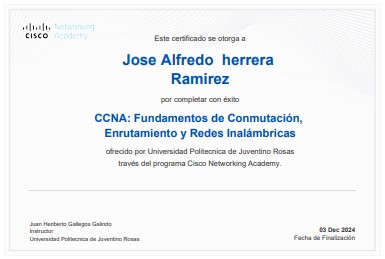 Networking
CISCO Academy
Este certificado se otorga a
Jose Alfredo herrera
Ramirez
por completar con éxito
CCNA: Fundamentos de Conmutación,
Enrutamiento y Redes Inalámbricas
ofrecido por Universidad Politecnica de Juventino Rosas
través del programa Cisco Networking Academy.
Juan Heriberto Gallegos Galindo
Instructor
Universidad Politecnica de Juventino Rosas
03 Dec 2024
Fecha de Finalización